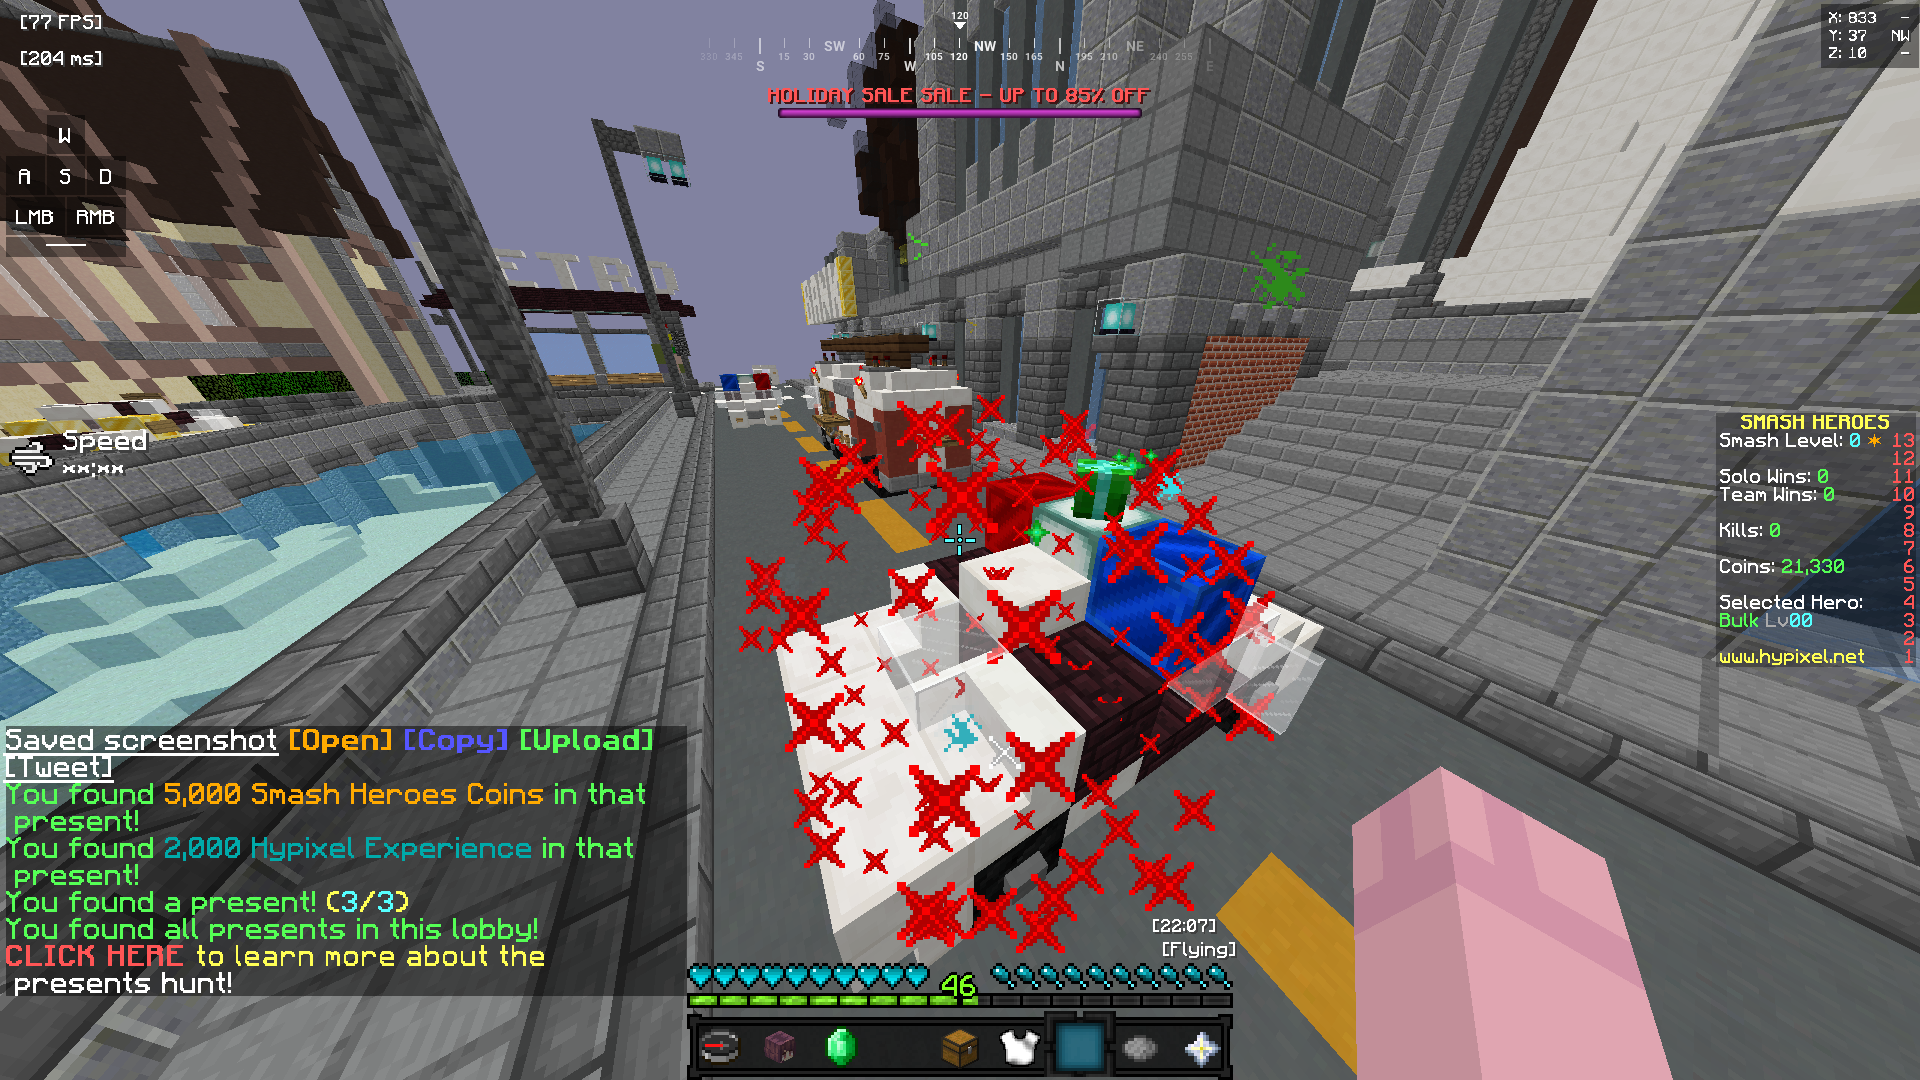 [77 FPS]
[204 ms]
W
A S D
LMB RMB
120
SW NW NE
330 345 15 30 60 75 105 120 150 165 195 210 240 255
S W N E
HOLIDAY SALE SALE - UP TO 85% OFF
X: 833 -
Y: 37 NW
Z: 10 -
METRO
Speed
**:**
SMASH HEROES
Smash Level: 0 ✶ 13
12
Solo Wins: 0 11
Team Wins: 0 10
9
Kills: 0 8
7
Coins: 21,330 6
5
Selected Hero: 4
Bulk Lv00 3
2
www.hypixel.net 1
Saved screenshot [Open] [Copy] [Upload]
[Tweet]
You found 5,000 Smash Heroes Coins in that
present!
You found 2,000 Hypixel Experience in that
present!
You found a present! (3/3)
You found all presents in this lobby!
CLICK HERE to learn more about the
presents hunt!
[22:07]
[Flying]
46